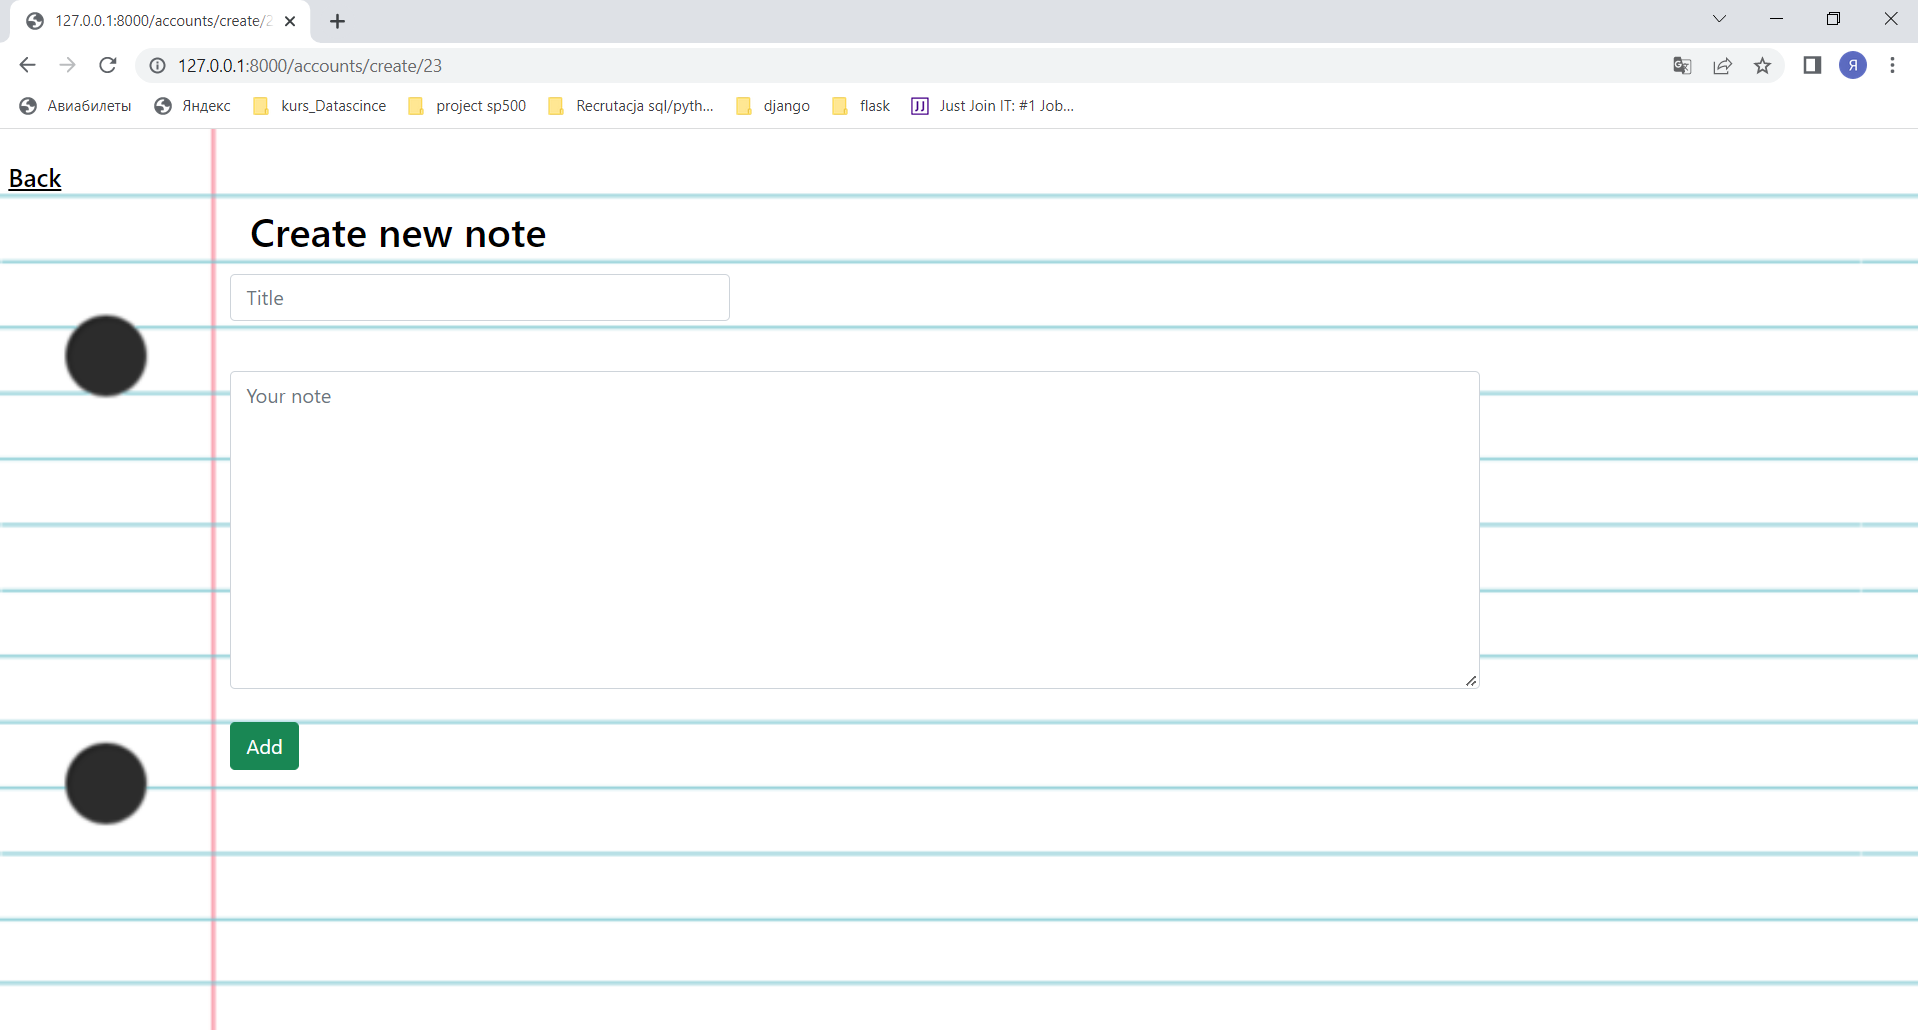 127.0.0.1:8000/accounts/create/2
127.0.0.1:8000/accounts/create/23
Я
Авиабилеты Яндекс kurs_Datascince project sp500 Recrutacja sql/pyth... django flask JJ Just Join IT: #1 Job...
Back
Create new note
Title
Your note
Add